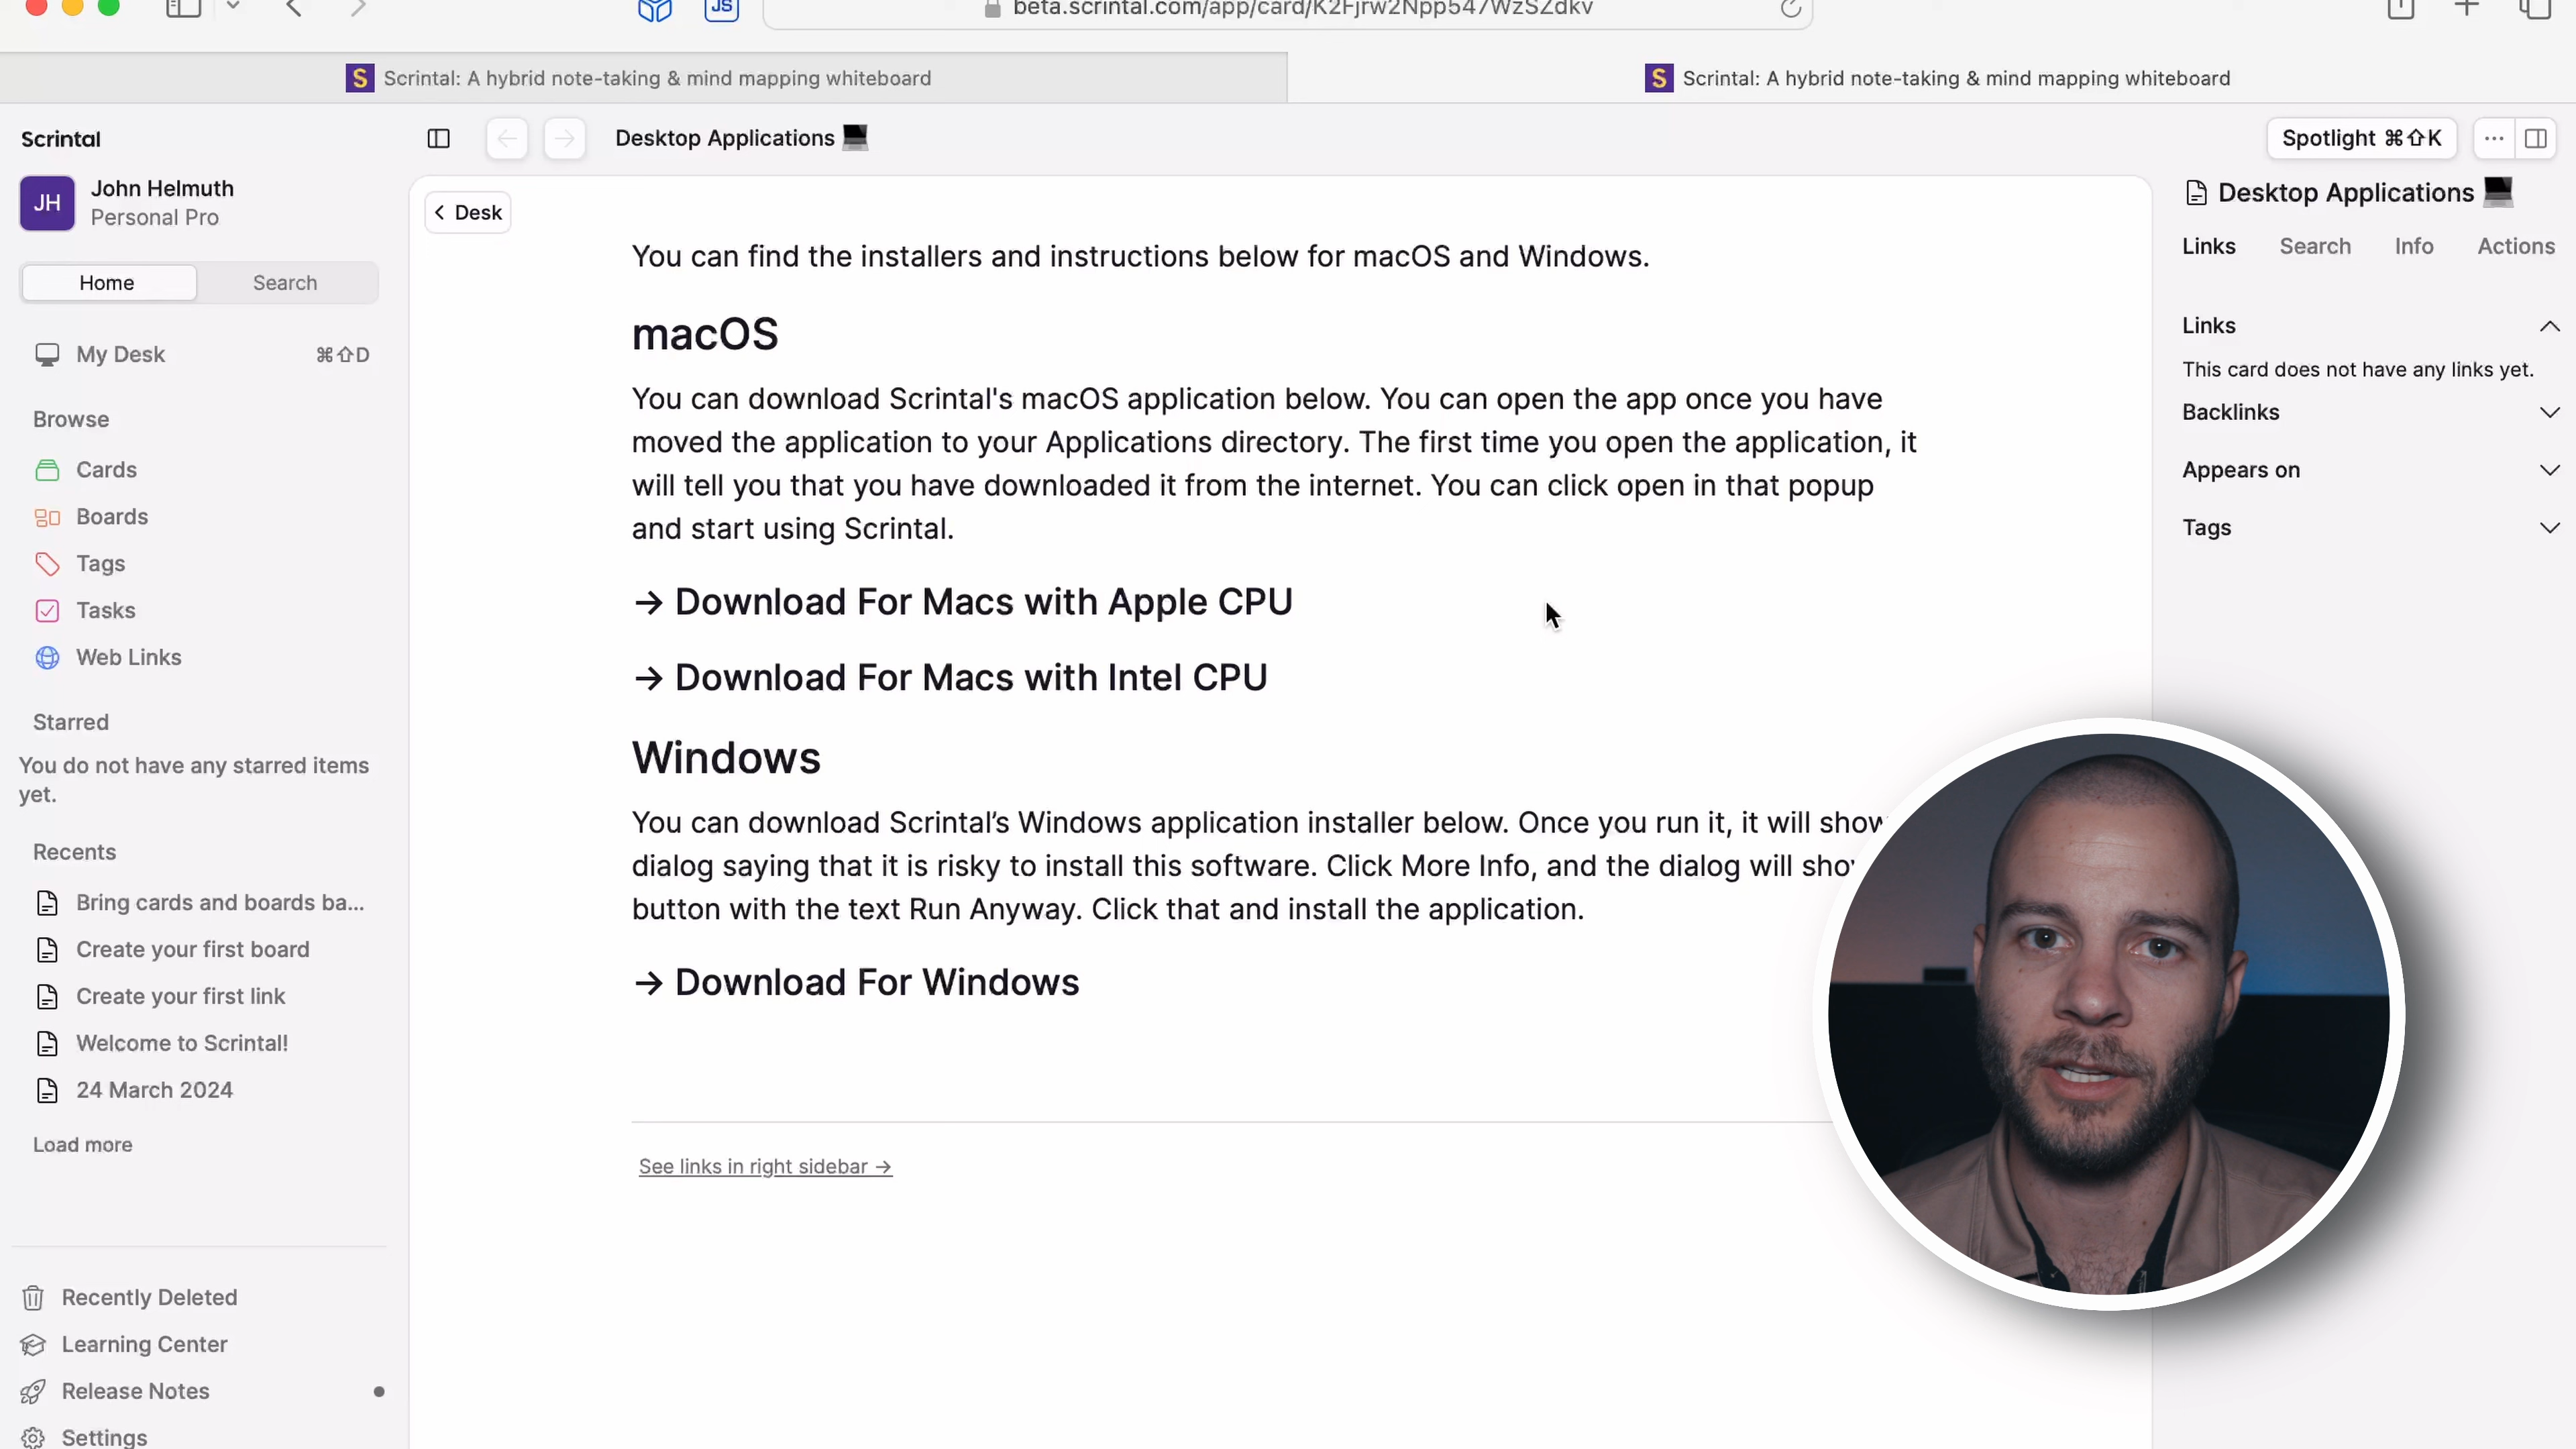 beta.scrintal.com/app/card/K2Fjrw2Npp547WzSZdkv
JS
S Scrintal: A hybrid note-taking & mind mapping whiteboard
S Scrintal: A hybrid note-taking & mind mapping whiteboard
Scrintal
Desktop Applications
Spotlight ⌘⇧K
JH
John Helmuth
Personal Pro
Home
Search
My Desk
⌘⇧D
Browse
Cards
Boards
Tags
Tasks
Web Links
Starred
You do not have any starred items
yet.
Recents
Bring cards and boards ba...
Create your first board
Create your first link
Welcome to Scrintal!
24 March 2024
Load more
Recently Deleted
Learning Center
Release Notes
Settings
Desk
You can find the installers and instructions below for macOS and Windows.
macOS
You can download Scrintal's macOS application below. You can open the app once you have
moved the application to your Applications directory. The first time you open the application, it
will tell you that you have downloaded it from the internet. You can click open in that popup
and start using Scrintal.
→ Download For Macs with Apple CPU
→ Download For Macs with Intel CPU
Windows
You can download Scrintal’s Windows application installer below. Once you run it, it will show
dialog saying that it is risky to install this software. Click More Info, and the dialog will
button with the text Run Anyway. Click that and install the application.
→ Download For Windows
See links in right sidebar →
Desktop Applications
Links
Search
Info
Actions
Links
This card does not have any links yet.
Backlinks
Appears on
Tags